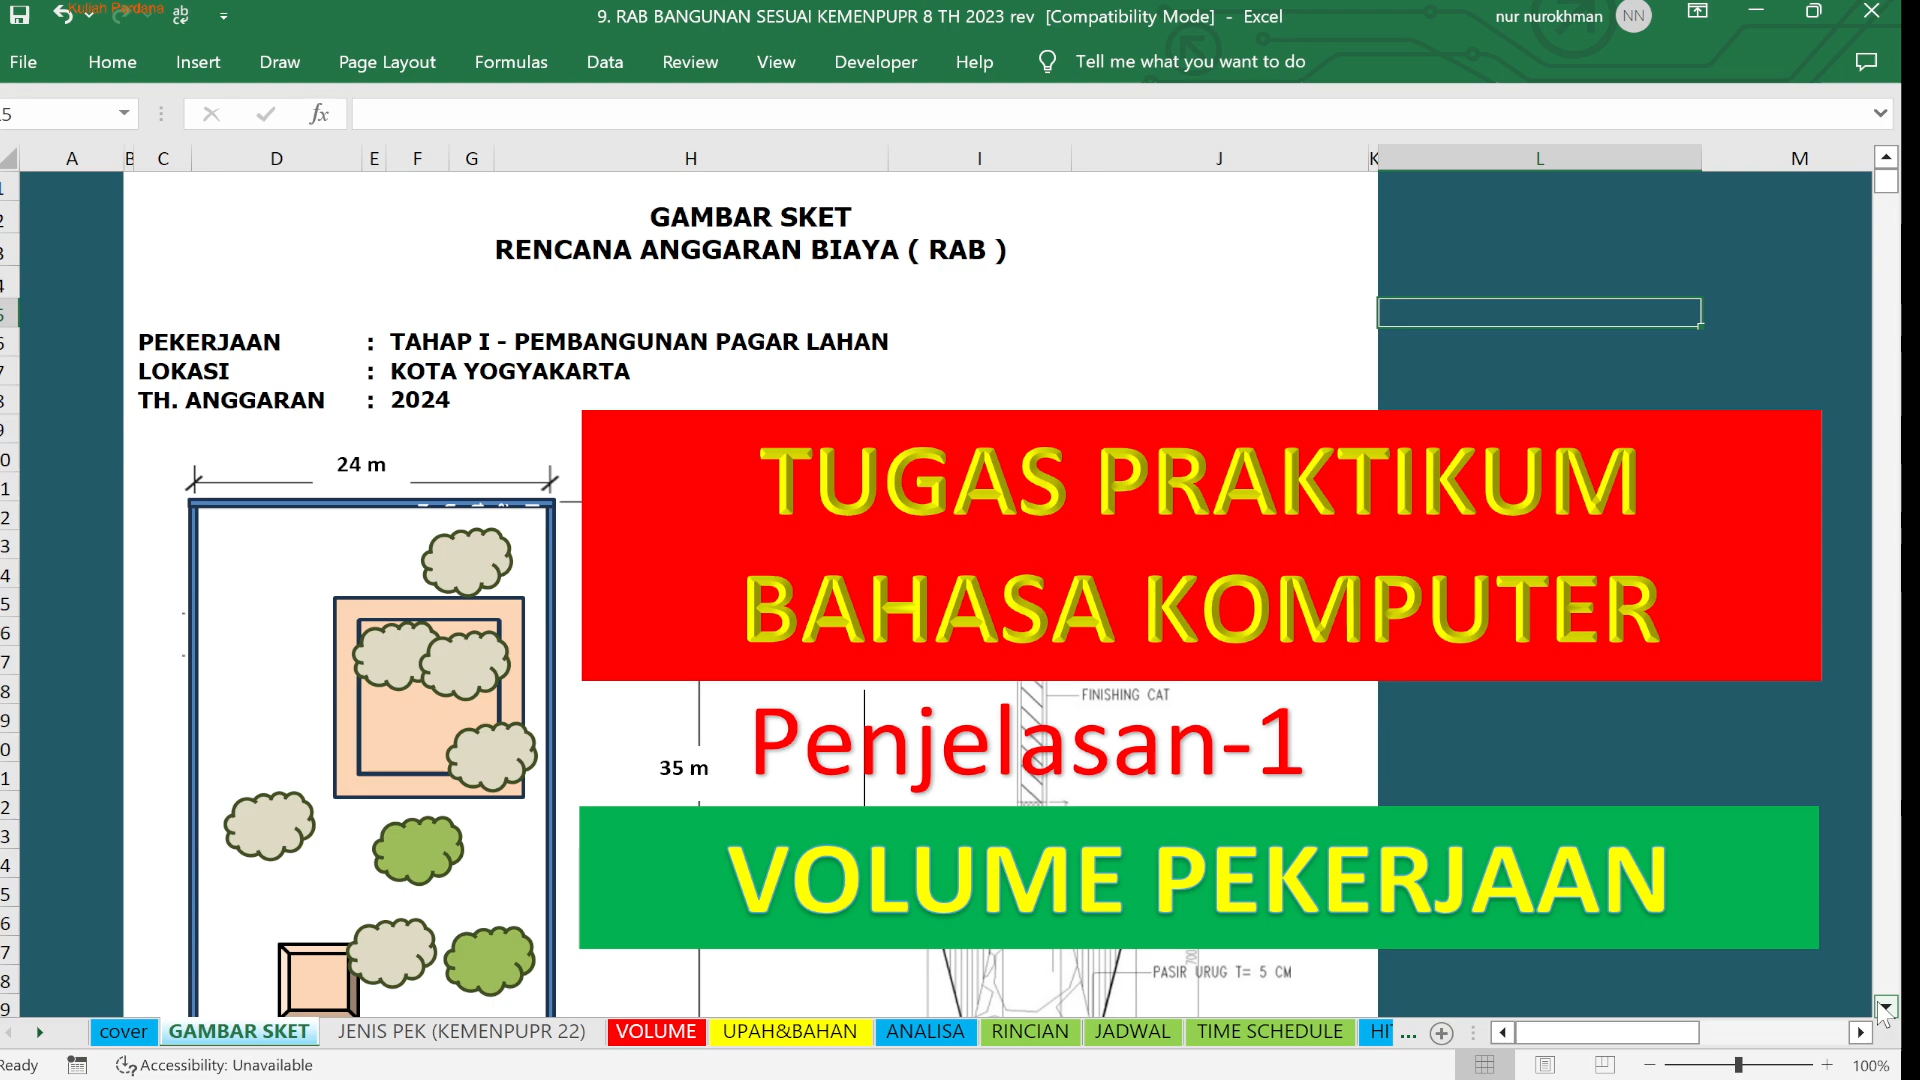 Kuliah Perdana
9. RAB BANGUNAN SESUAI KEMENPUPR 8 TH 2023 rev [Compatibility Mode] - Excel
nur nurokhman NN
File Home Insert Draw Page Layout Formulas Data Review View Developer Help Tell me what you want to do
fx
A B C D E F G H I J K L M
GAMBAR SKET
RENCANA ANGGARAN BIAYA ( RAB )
PEKERJAAN : TAHAP I - PEMBANGUNAN PAGAR LAHAN
LOKASI : KOTA YOGYAKARTA
TH. ANGGARAN : 2024
24 m
TUGAS PRAKTIKUM
BAHASA KOMPUTER
FINISHING CAT
Penjelasan-1
35 m
VOLUME PEKERJAAN
PASIR URUG T= 5 CM
cover GAMBAR SKET JENIS PEK (KEMENPUPR 22) VOLUME UPAH&BAHAN ANALISA RINCIAN JADWAL TIME SCHEDULE HI ...
Accessibility: Unavailable
100%